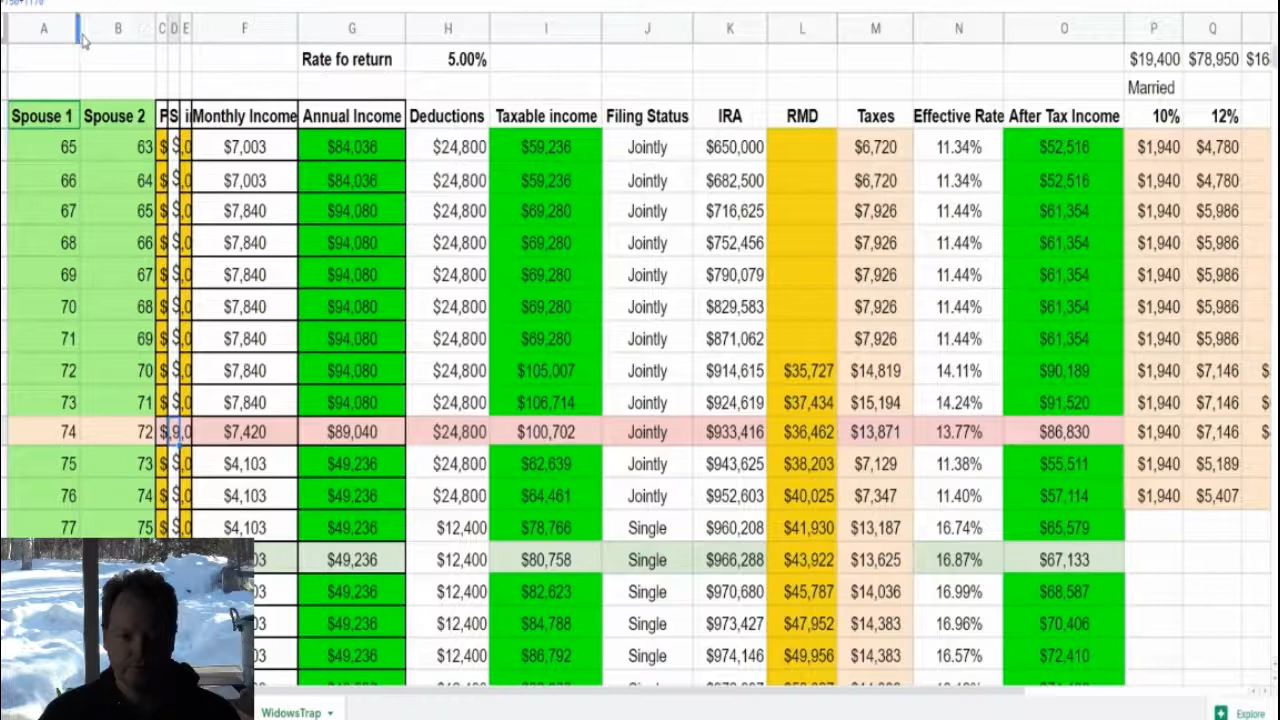 A B C D E F G H I J K L M N O P Q
Rate fo return 5.00% $19,400 $78,950 $16
Married
Spouse 1 Spouse 2 Monthly Income Annual Income Deductions Taxable income Filing Status IRA RMD Taxes Effective Rate After Tax Income 10% 12%
65 63 $ $ ,0 $7,003 $84,036 $24,800 $59,236 Jointly $650,000 $6,720 11.34% $52,516 $1,940 $4,780
66 64 $ $ ,0 $7,003 $84,036 $24,800 $59,236 Jointly $682,500 $6,720 11.34% $52,516 $1,940 $4,780
67 65 $ $ ,0 $7,840 $94,080 $24,800 $69,280 Jointly $716,625 $7,926 11.44% $61,354 $1,940 $5,986
68 66 $ $ ,0 $7,840 $94,080 $24,800 $69,280 Jointly $752,456 $7,926 11.44% $61,354 $1,940 $5,986
69 67 $ $ ,0 $7,840 $94,080 $24,800 $69,280 Jointly $790,079 $7,926 11.44% $61,354 $1,940 $5,986
70 68 $ $ ,0 $7,840 $94,080 $24,800 $69,280 Jointly $829,583 $7,926 11.44% $61,354 $1,940 $5,986
71 69 $ $ ,0 $7,840 $94,080 $24,800 $69,280 Jointly $871,062 $7,926 11.44% $61,354 $1,940 $5,986
72 70 $ $ ,0 $7,840 $94,080 $24,800 $105,007 Jointly $914,615 $35,727 $14,819 14.11% $90,189 $1,940 $7,146 $
73 71 $ $ ,0 $7,840 $94,080 $24,800 $106,714 Jointly $924,619 $37,434 $15,194 14.24% $91,520 $1,940 $7,146 $
74 72 $ ,9 ,0 $7,420 $89,040 $24,800 $100,702 Jointly $933,416 $36,462 $13,871 13.77% $86,830 $1,940 $7,146 $
75 73 $ $ ,0 $4,103 $49,236 $24,800 $62,639 Jointly $943,625 $38,203 $7,129 11.38% $55,511 $1,940 $5,189
76 74 $ $ ,0 $4,103 $49,236 $24,800 $64,461 Jointly $952,603 $40,025 $7,347 11.40% $57,114 $1,940 $5,407
77 75 $ $ ,0 $4,103 $49,236 $12,400 $78,766 Single $960,208 $41,930 $13,187 16.74% $65,579
03 $49,236 $12,400 $80,758 Single $966,288 $43,922 $13,625 16.87% $67,133
03 $49,236 $12,400 $82,623 Single $970,680 $45,787 $14,036 16.99% $68,587
03 $49,236 $12,400 $84,788 Single $973,427 $47,952 $14,383 16.96% $70,406
03 $49,236 $12,400 $86,792 Single $974,146 $49,956 $14,383 16.57% $72,410
WidowsTrap Explore